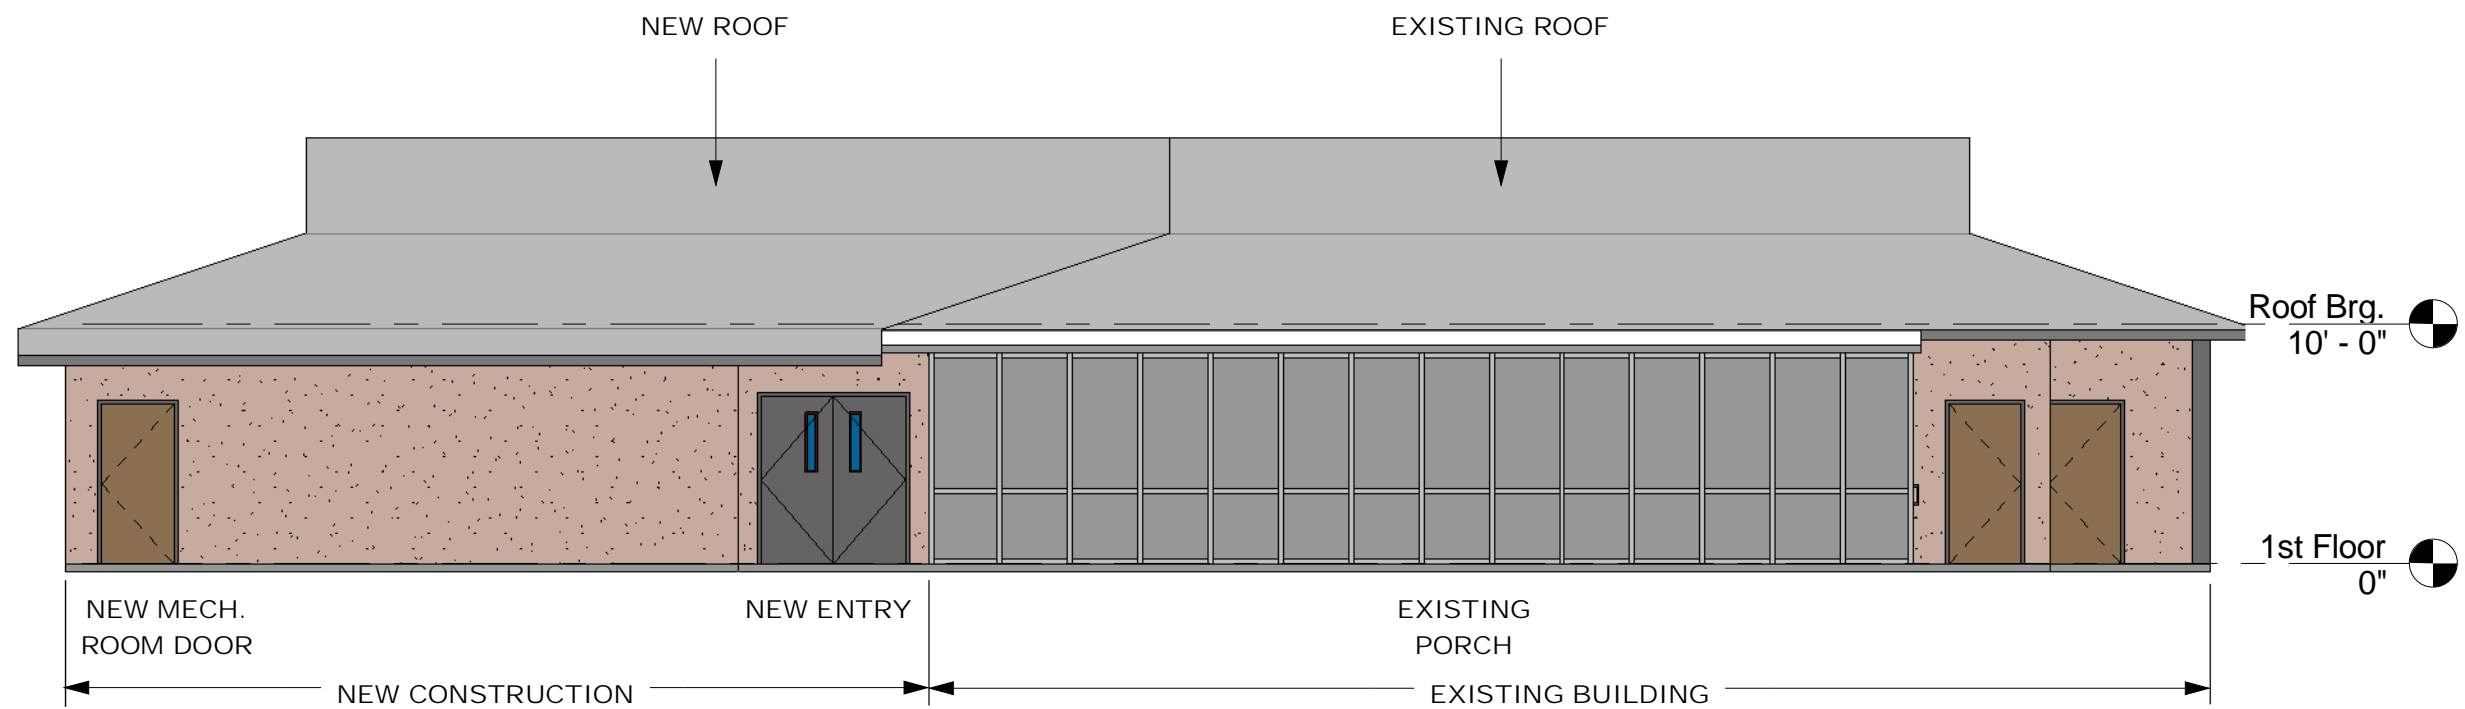 NEW ROOF
EXISTING ROOF
Roof Brg.
10' - 0"
1st Floor
0"
NEW MECH.
ROOM DOOR
NEW ENTRY
EXISTING
PORCH
NEW CONSTRUCTION
EXISTING BUILDING